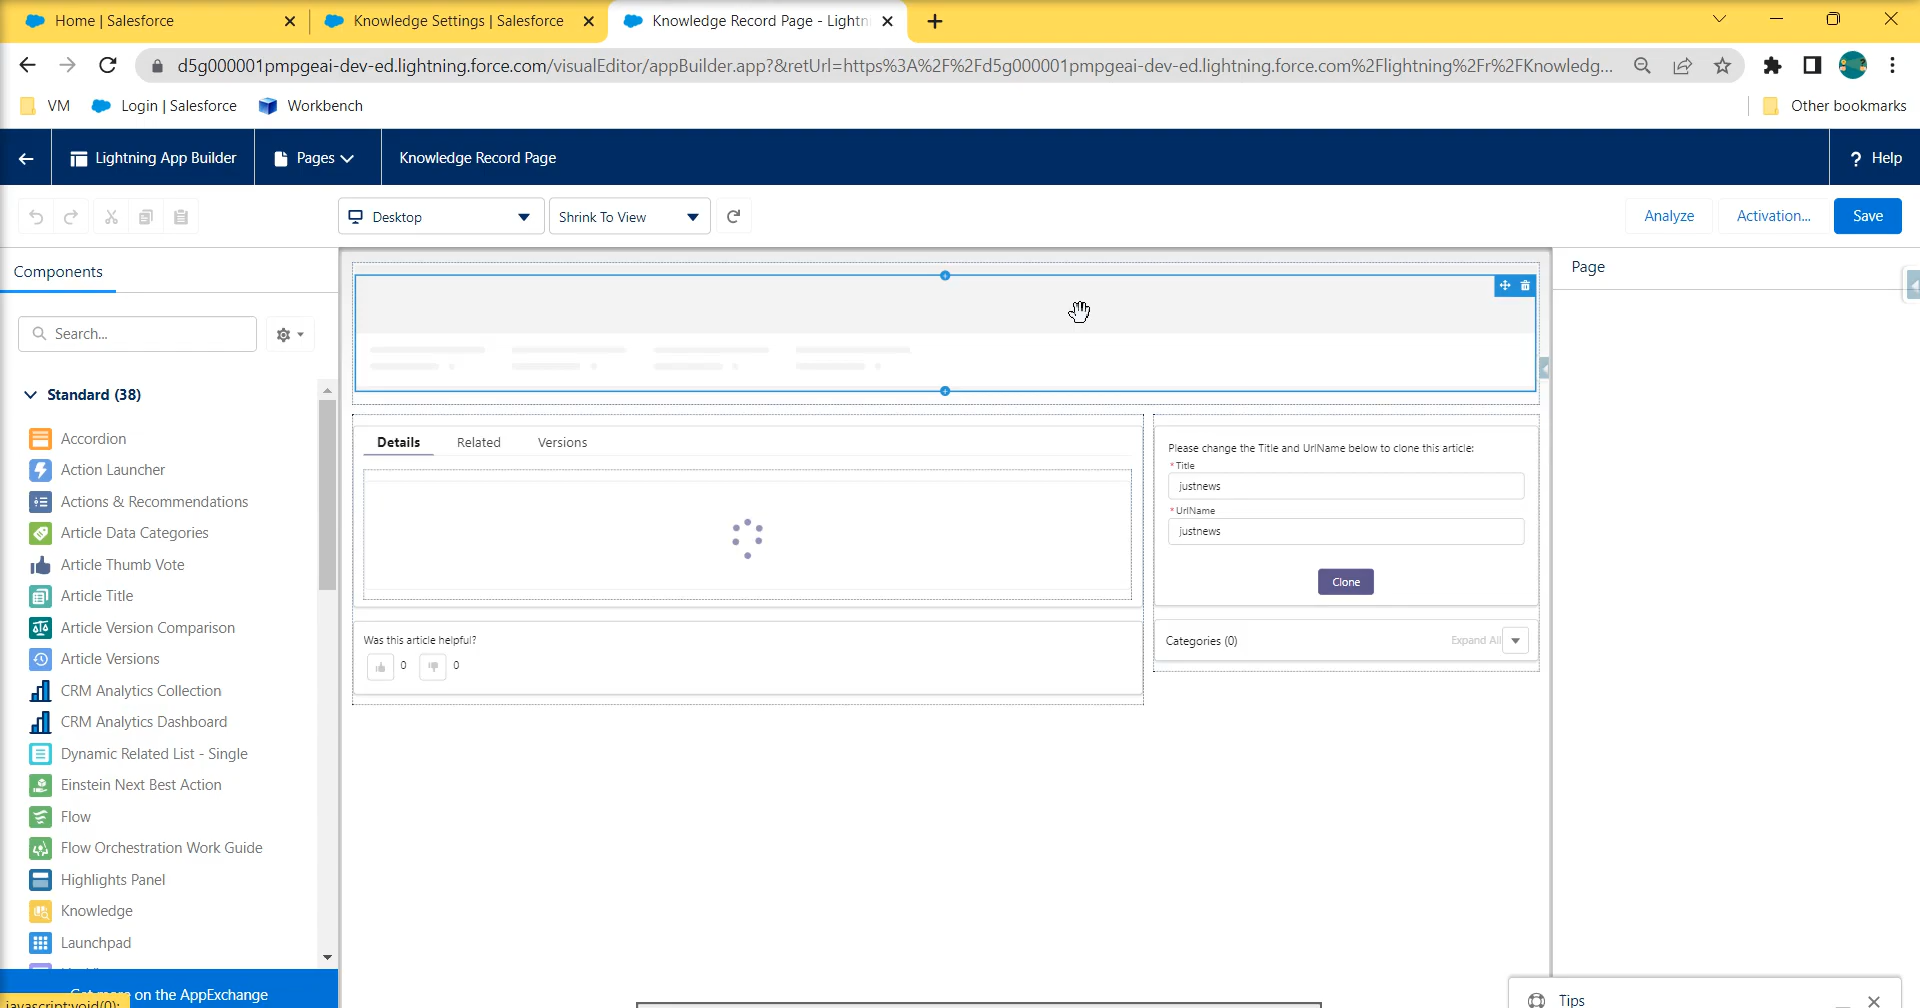 Home | Salesforce
Knowledge Settings | Salesforce
Knowledge Record Page - Lightn
d5g000001pmpgeai-dev-ed.lightning.force.com/visualEditor/appBuilder.app?&retUrl=https%3A%2F%2Fd5g000001pmpgeai-dev-ed.lightning.force.com%2Flightning%2Fr%2FKnowledg...
VM
Login | Salesforce
Workbench
Other bookmarks
Lightning App Builder
Pages
Knowledge Record Page
? Help
Desktop
Shrink To View
Analyze
Activation...
Save
Components
Page
Search...
Standard (38)
Accordion
Action Launcher
Actions & Recommendations
Article Data Categories
Article Thumb Vote
Article Title
Article Version Comparison
Article Versions
CRM Analytics Collection
CRM Analytics Dashboard
Dynamic Related List - Single
Einstein Next Best Action
Flow
Flow Orchestration Work Guide
Highlights Panel
Knowledge
Launchpad
Get more on the AppExchange
javascript:void(0);
Details
Related
Versions
Was this article helpful?
0
0
Please change the Title and UrlName below to clone this article:
* Title
justnews
* UrlName
justnews
Clone
Categories (0)
Expand All
Tips